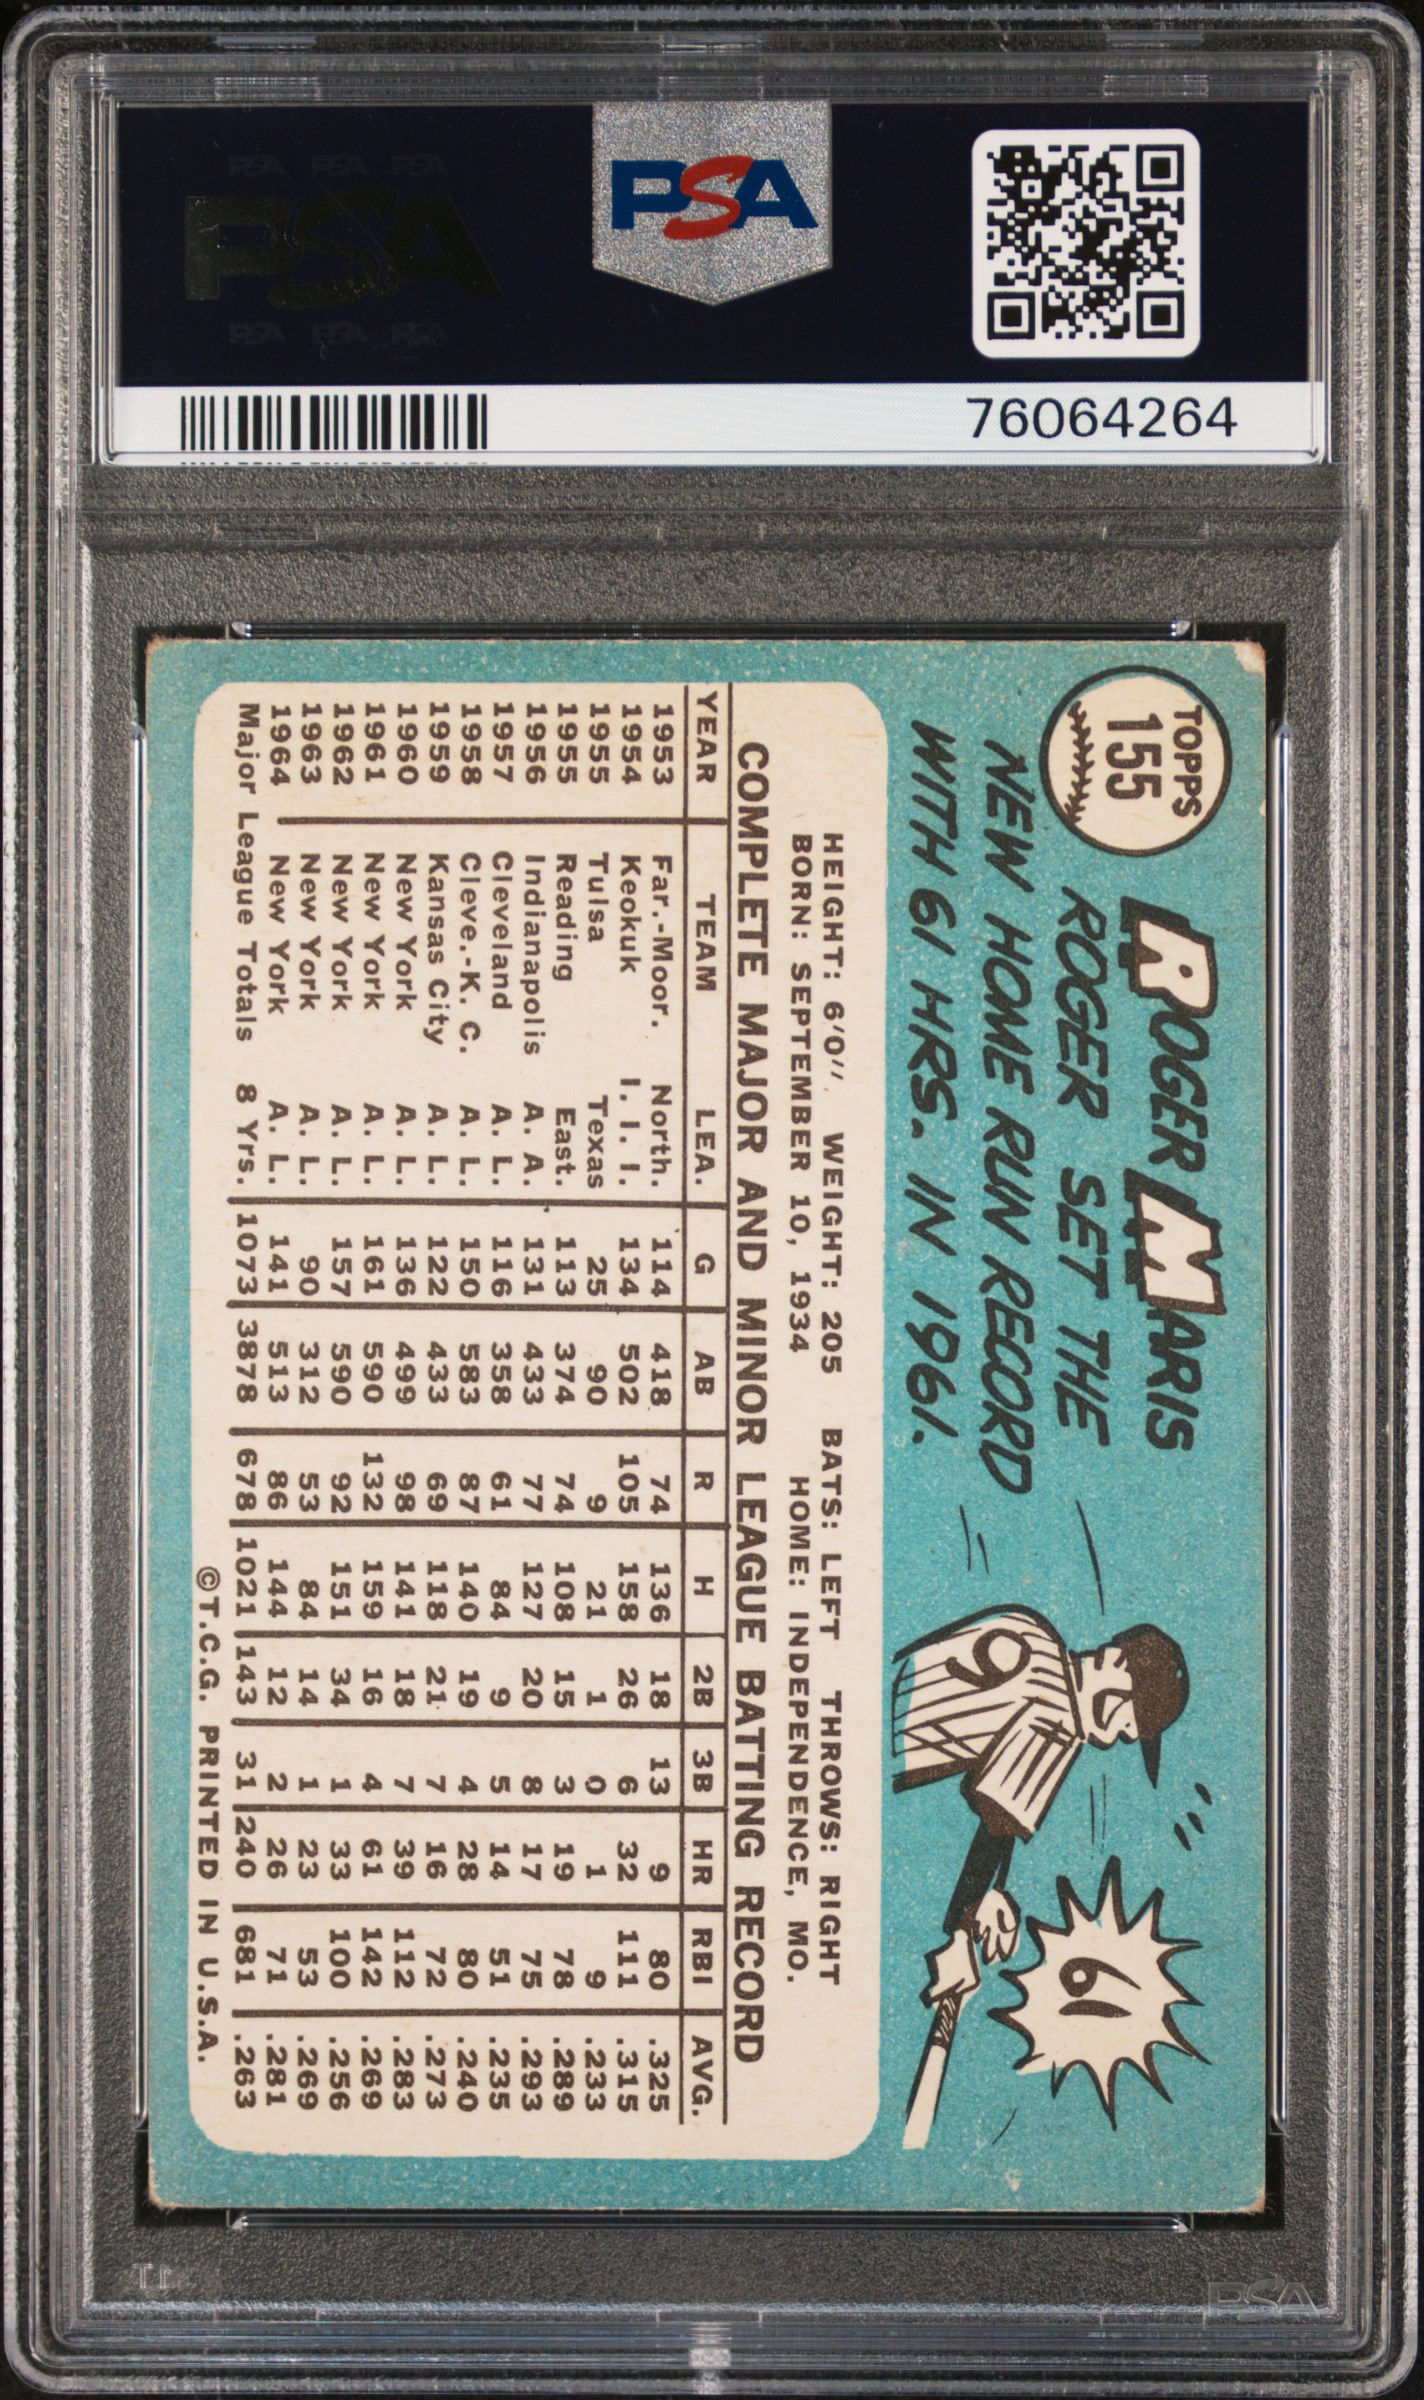 PSA PSA PSA
PSA
PSA PSA PSA
PSA
76064264
TOPPS
155
ROGER MARIS
ROGER SET THE
NEW HOME RUN RECORD
WITH 61 HRS. IN 1961.
9
61
HEIGHT: 6'0" WEIGHT: 205 BATS: LEFT THROWS: RIGHT
BORN: SEPTEMBER 10, 1934 HOME: INDEPENDENCE, MO.
COMPLETE MAJOR AND MINOR LEAGUE BATTING RECORD
YEAR TEAM LEA. G AB R H 2B 3B HR RBI AVG.
1953 Far.-Moor. North. 114 418 74 136 18 13 9 80 .325
1954 Keokuk I. I. I. 134 502 105 158 26 6 32 111 .315
1955 Tulsa Texas 25 90 9 21 1 0 1 9 .233
1955 Reading East. 113 374 74 108 15 3 19 78 .289
1956 Indianapolis A. A. 131 433 77 127 20 8 17 75 .293
1957 Cleveland A. L. 116 358 61 84 9 5 14 51 .235
1958 Cleve.-K. C. A. L. 150 583 87 140 19 4 28 80 .240
1959 Kansas City A. L. 122 433 69 118 21 7 16 72 .273
1960 New York A. L. 136 499 98 141 18 7 39 112 .283
1961 New York A. L. 161 590 132 159 16 4 61 142 .269
1962 New York A. L. 157 590 92 151 34 1 33 100 .256
1963 New York A. L. 90 312 53 84 14 1 23 53 .269
1964 New York A. L. 141 513 86 144 12 2 26 71 .281
Major League Totals 8 Yrs. 1073 3878 678 1021 143 31 240 681 .263
©T.C.G. PRINTED IN U.S.A.
PSA